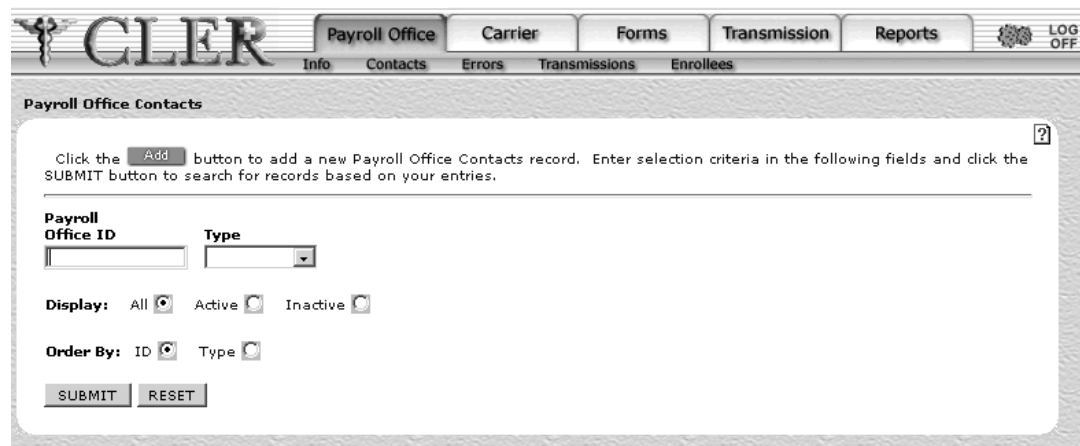 CLER
Payroll Office Carrier Forms Transmission Reports LOG OFF
Info Contacts Errors Transmissions Enrollees
Payroll Office Contacts
?
Click the Add button to add a new Payroll Office Contacts record. Enter selection criteria in the following fields and click the
SUBMIT button to search for records based on your entries.
Payroll
Office ID Type
Display: All Active Inactive
Order By: ID Type
SUBMIT RESET